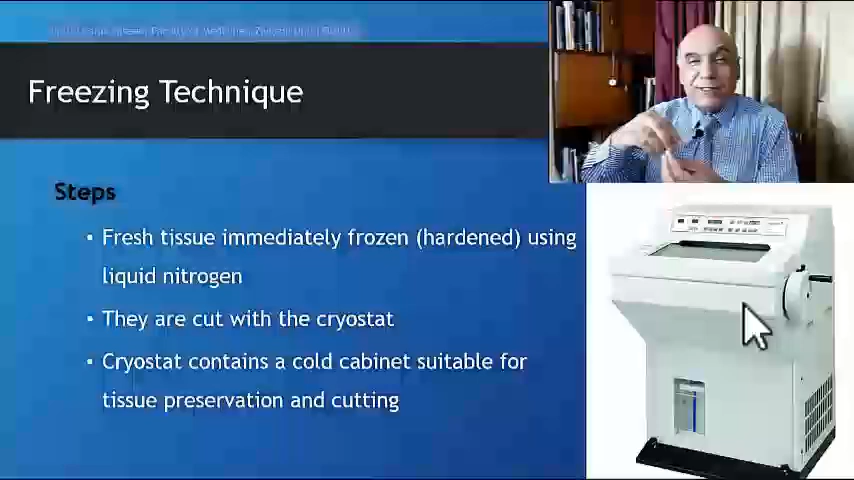 Freezing Technique
Steps
• Fresh tissue immediately frozen (hardened) using
liquid nitrogen
• They are cut with the cryostat
• Cryostat contains a cold cabinet suitable for
tissue preservation and cutting